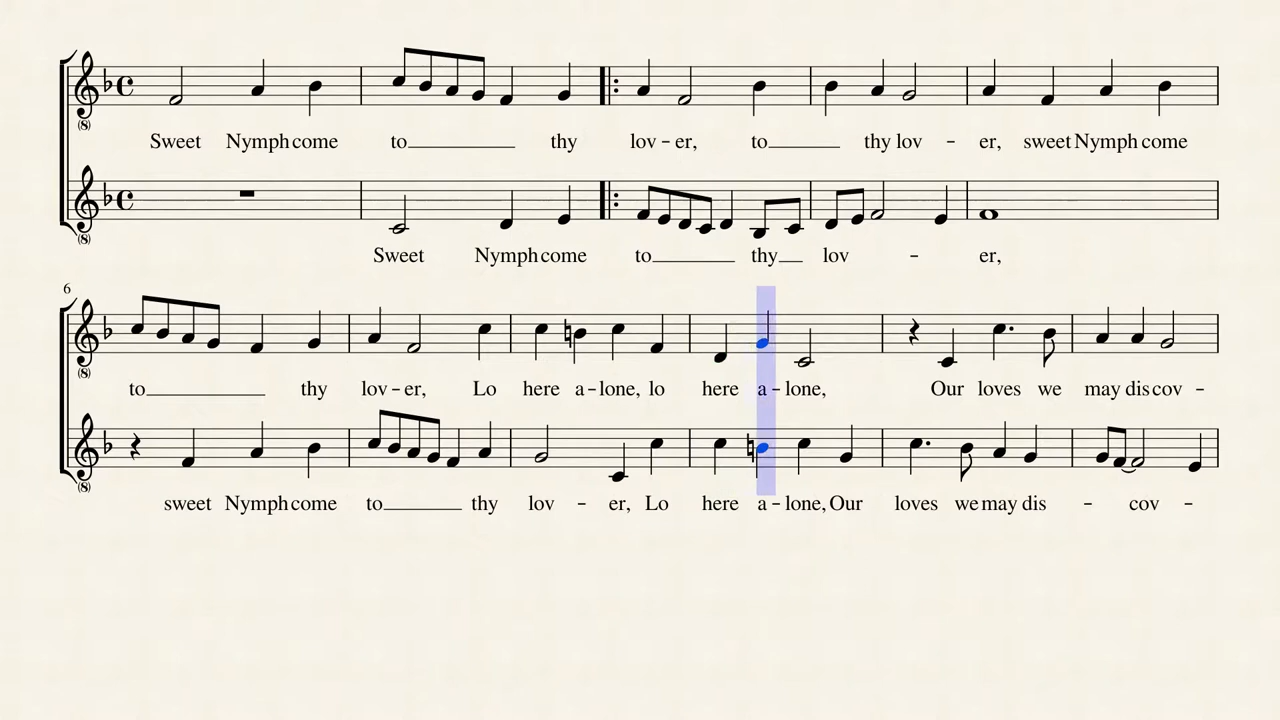 Sweet Nymph come to thy lov - er, to thy lov - er, sweet Nymph come
Sweet Nymph come to thy lov - er,
6
to thy lov - er, Lo here a - lone, lo here a - lone, Our loves we may dis cov -
sweet Nymph come to thy lov - er, Lo here a - lone, Our loves we may dis - cov -